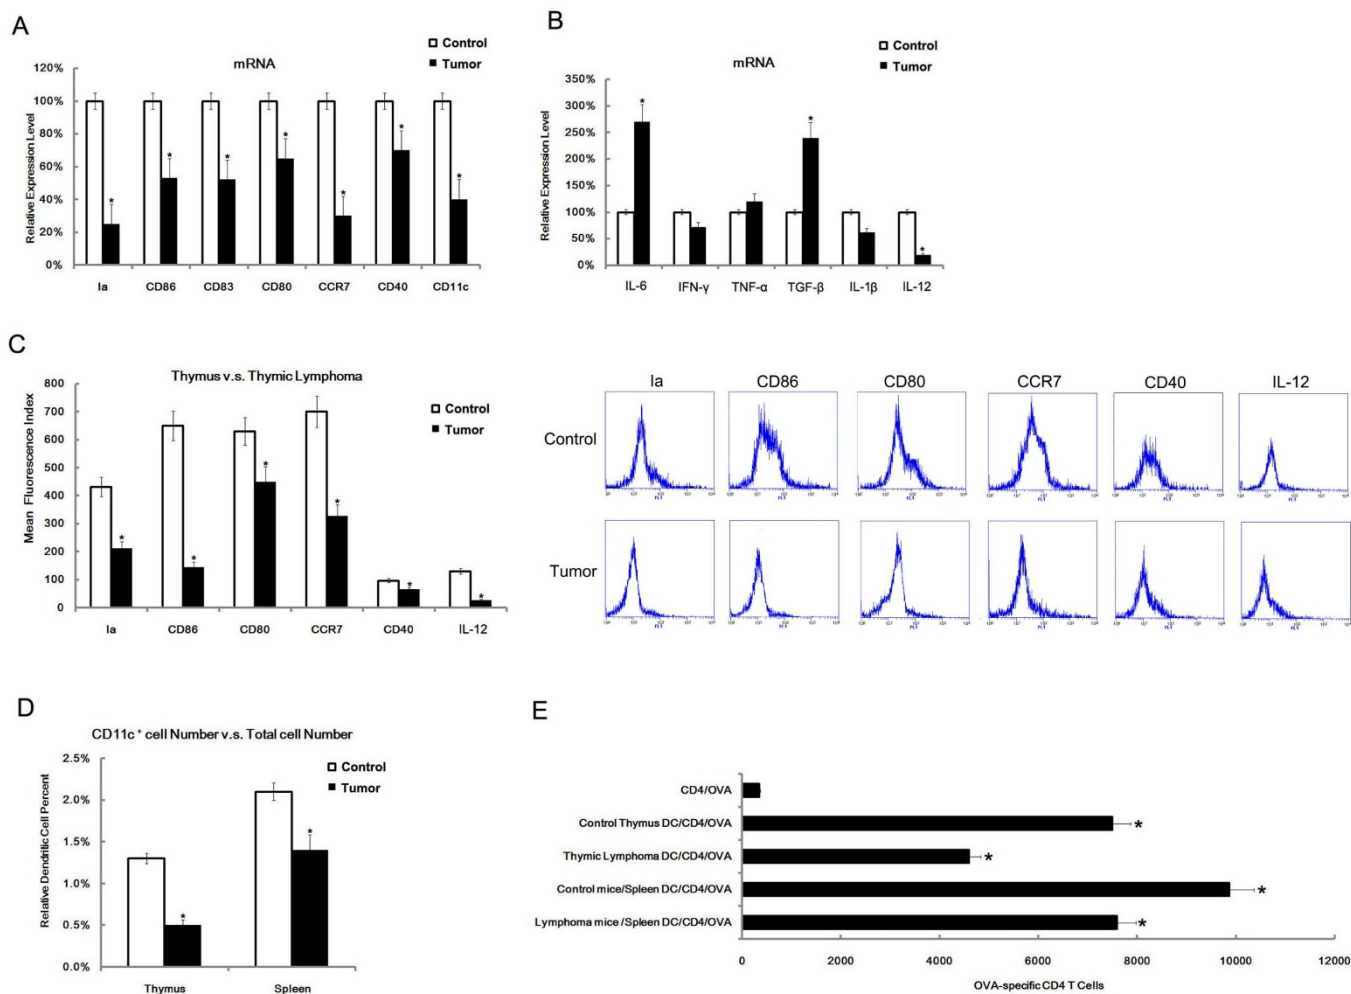 A
mRNA
Control
Tumor
Relative Expression Level
120%
100%
80%
60%
40%
20%
0%
* * * * * * *
Ia CD86 CD83 CD80 CCR7 CD40 CD11c
B
mRNA
Control
Tumor
Relative Expression Level
350%
300%
250%
200%
150%
100%
50%
0%
* * *
IL-6 IFN-γ TNF-α TGF-β IL-1β IL-12
C
Thymus v.s. Thymic Lymphoma
Control
Tumor
Mean Fluorescence Index
800
700
600
500
400
300
200
100
0
* * * * * *
Ia CD86 CD80 CCR7 CD40 IL-12
Ia CD86 CD80 CCR7 CD40 IL-12
Control
Tumor
D
CD11c + cell Number v.s. Total cell Number
Control
Tumor
Relative Dendritic Cell Percent
2.5%
2.0%
1.5%
1.0%
0.5%
0.0%
* *
Thymus Spleen
E
CD4/OVA
Control Thymus DC/CD4/OVA *
Thymic Lymphoma DC/CD4/OVA *
Control mice/Spleen DC/CD4/OVA *
Lymphoma mice /Spleen DC/CD4/OVA *
0 2000 4000 6000 8000 10000 12000
OVA-specific CD4 T Cells